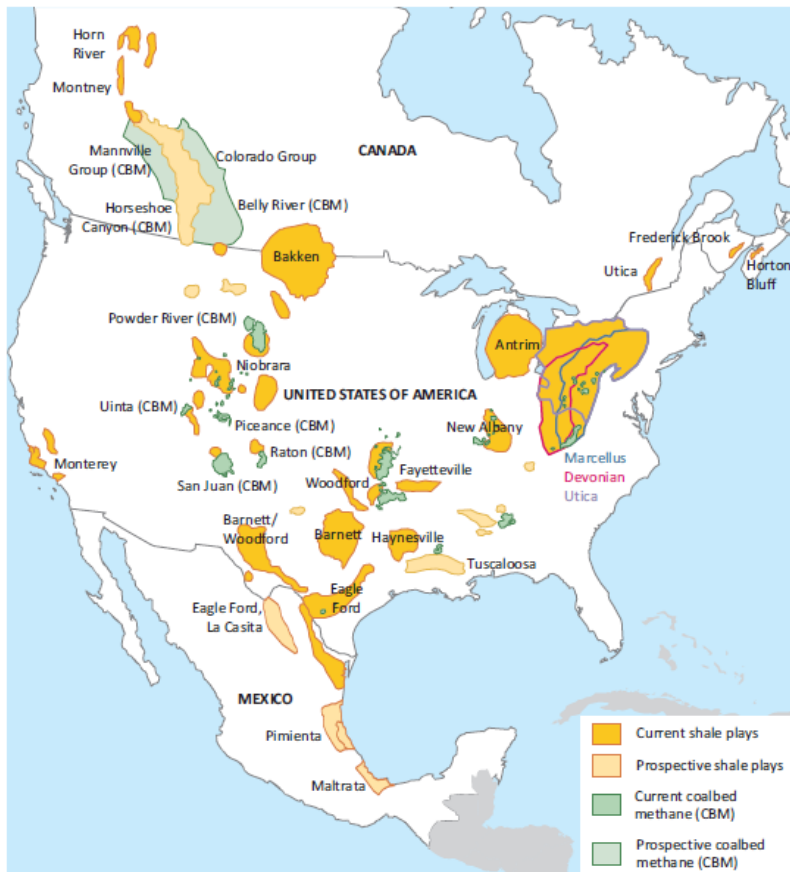 Horn
River
Montney
CANADA
Mannville
Group (CBM)
Colorado Group
Horseshoe
Canyon (CBM)
Belly River (CBM)
Bakken
Frederick Brook
Utica
Horton
Bluff
Powder River (CBM)
Antrim
Niobrara
UNITED STATES OF AMERICA
Uinta (CBM)
Piceance (CBM)
New Alpany
Monterey
Raton (CBM)
San Juan (CBM)
Woodford
Fayetteville
Marcellus
Devonian
Utica
Barnett/
Woodford
Barnett
Haynesville
Tuscaloosa
Eagle
Ford
Eagle Ford,
La Casita
MEXICO
Pimienta
Maltrata
Current shale plays
Prospective shale plays
Current coalbed
methane (CBM)
Prospective coalbed
methane (CBM)